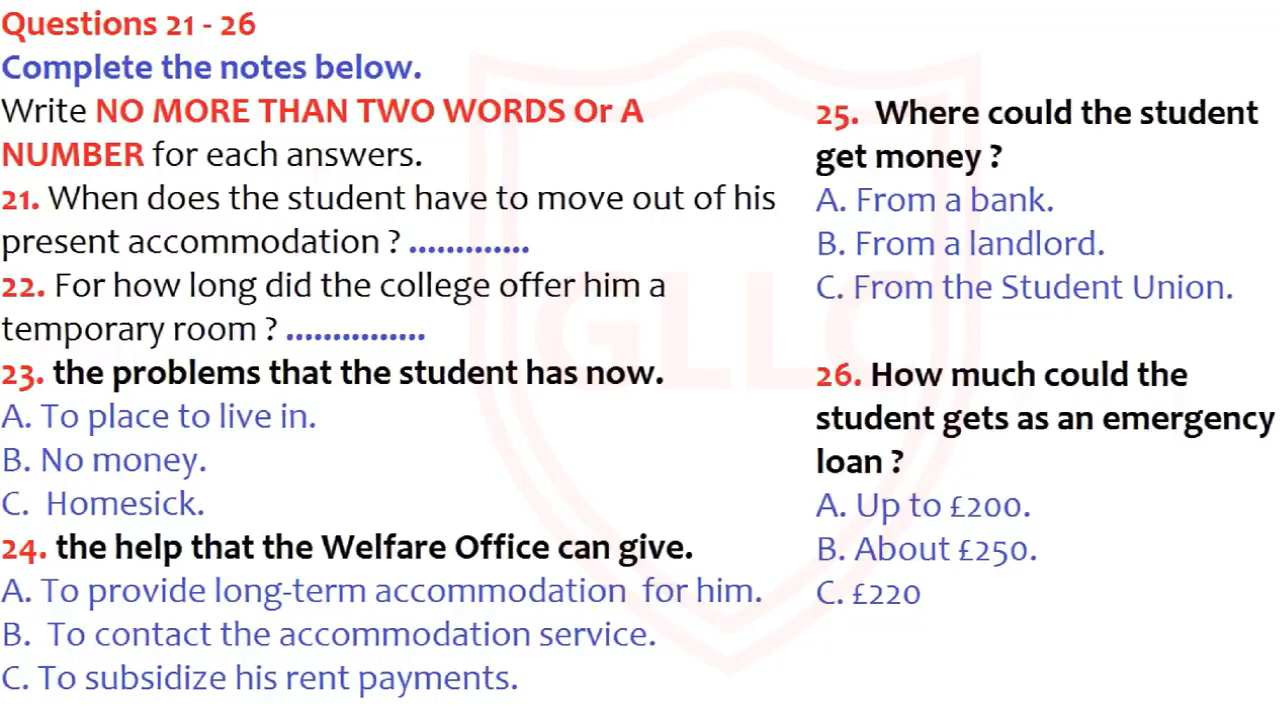 Questions 21 - 26
Complete the notes below.
Write NO MORE THAN TWO WORDS Or A
NUMBER for each answers.
21. When does the student have to move out of his
present accommodation ? .............
22. For how long did the college offer him a
temporary room ? ...............
23. the problems that the student has now.
A. To place to live in.
B. No money.
C. Homesick.
24. the help that the Welfare Office can give.
A. To provide long-term accommodation for him.
B. To contact the accommodation service.
C. To subsidize his rent payments.
25. Where could the student
get money ?
A. From a bank.
B. From a landlord.
C. From the Student Union.
26. How much could the
student gets as an emergency
loan ?
A. Up to £200.
B. About £250.
C. £220
GLLC